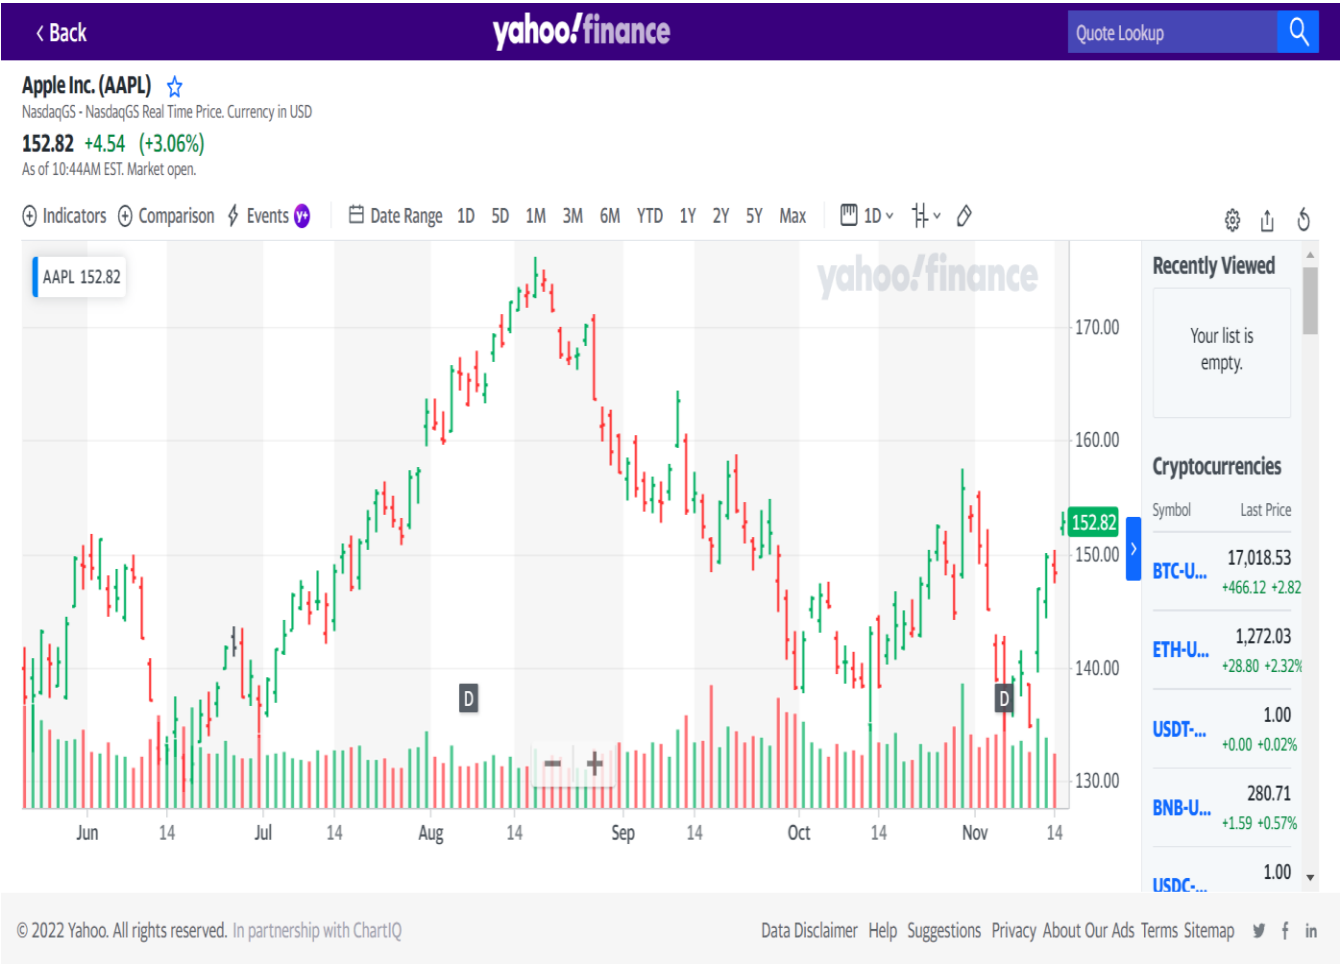 ‹ Back
yahoo!finance
Quote Lookup
Apple Inc. (AAPL)
NasdaqGS - NasdaqGS Real Time Price. Currency in USD
152.82 +4.54 (+3.06%)
As of 10:44AM EST. Market open.
Indicators Comparison Events Y+ Date Range 1D 5D 1M 3M 6M YTD 1Y 2Y 5Y Max 1D
AAPL 152.82
yahoo!finance
170.00
160.00
152.82
150.00
140.00
130.00
D
D
Jun 14 Jul 14 Aug 14 Sep 14 Oct 14 Nov 14
Recently Viewed
Your list is
empty.
Cryptocurrencies
Symbol Last Price
BTC-U... 17,018.53
+466.12 +2.82
ETH-U... 1,272.03
+28.80 +2.32%
USDT-... 1.00
+0.00 +0.02%
BNB-U... 280.71
+1.59 +0.57%
USDC-... 1.00
© 2022 Yahoo. All rights reserved. In partnership with ChartIQ
Data Disclaimer Help Suggestions Privacy About Our Ads Terms Sitemap